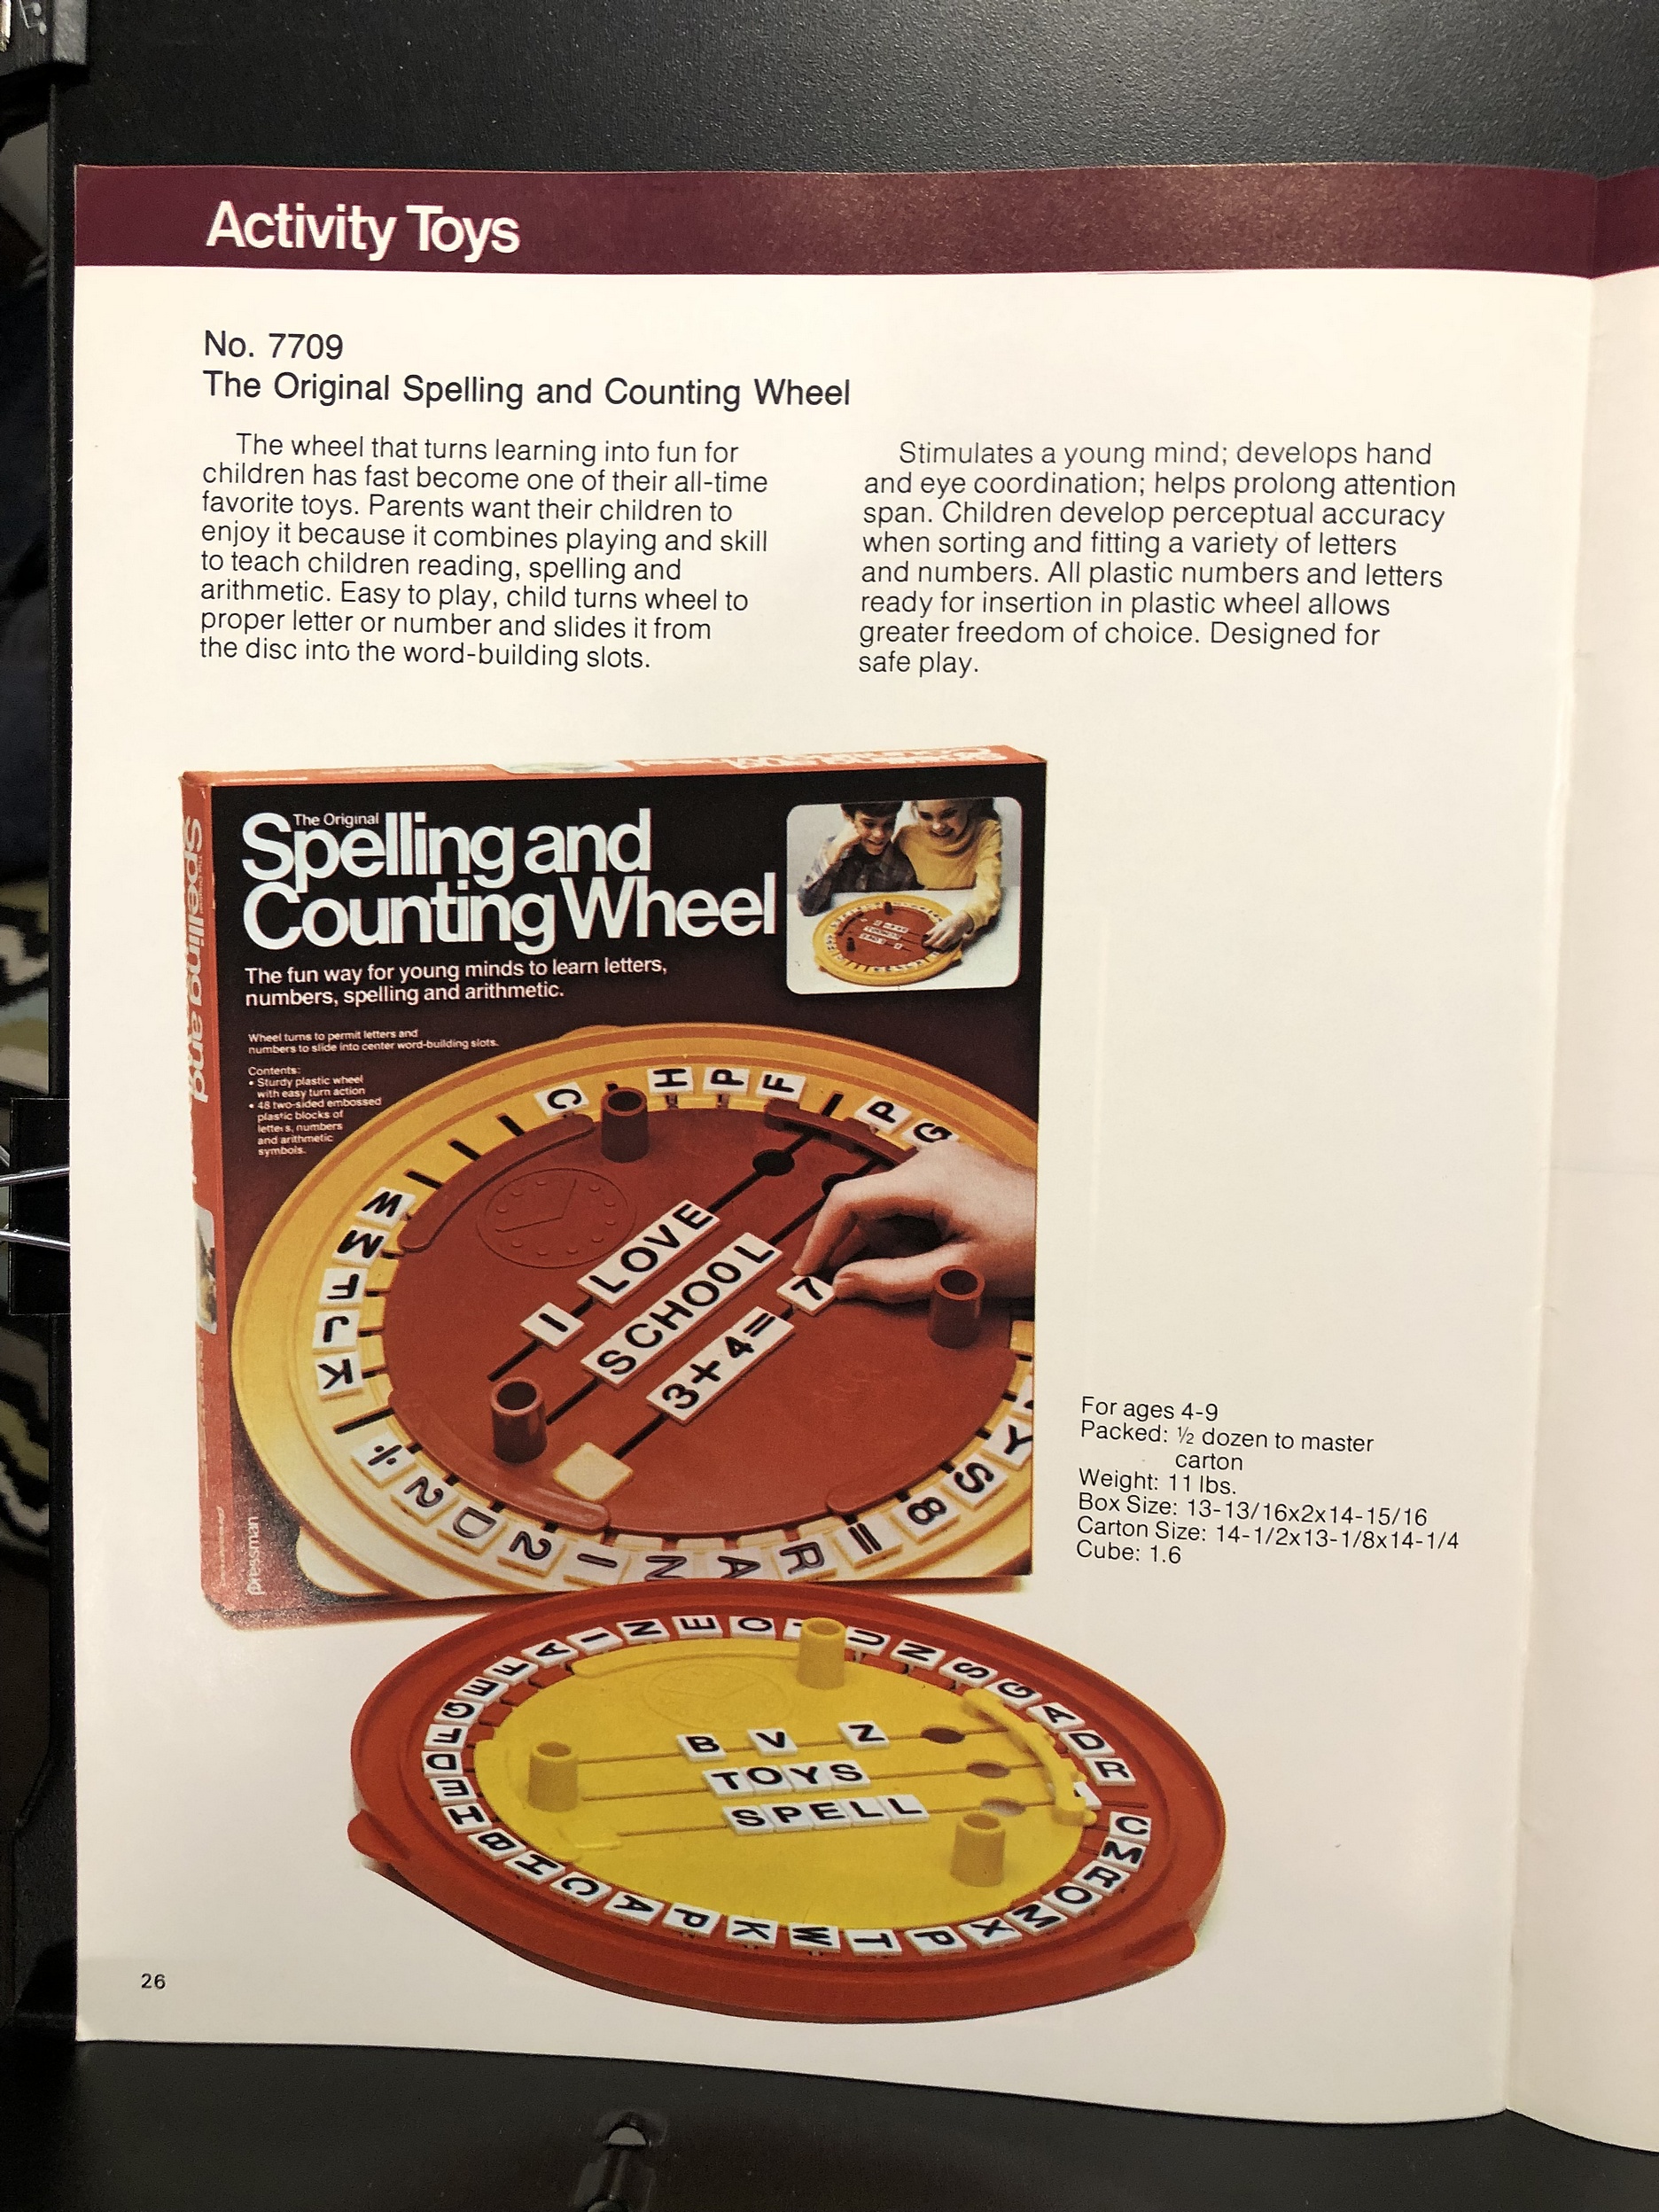 Activity Toys
No. 7709
The Original Spelling and Counting Wheel
The wheel that turns learning into fun for
children has fast become one of their all-time
favorite toys. Parents want their children to
enjoy it because it combines playing and skill
to teach children reading, spelling and
arithmetic. Easy to play, child turns wheel to
proper letter or number and slides it from
the disc into the word-building slots.
Stimulates a young mind; develops hand
and eye coordination; helps prolong attention
span. Children develop perceptual accuracy
when sorting and fitting a variety of letters
and numbers. All plastic numbers and letters
ready for insertion in plastic wheel allows
greater freedom of choice. Designed for
safe play.
The Original
Spelling and
Counting Wheel
The fun way for young minds to learn letters,
numbers, spelling and arithmetic.
Wheel turns to permit letters and
numbers to slide into center word-building slots.
Contents:
• Sturdy plastic wheel
with easy turn action
• 48 two-sided embossed
plastic blocks of
letters, numbers
and arithmetic
symbols.
Spelling and
C H P F P G
W M F J K
I LOVE
SCHOOL
3+4= 7
÷ 2 D 2 I N A R = 8 S Y
pressman
For ages 4-9
Packed: ½ dozen to master
carton
Weight: 11 lbs.
Box Size: 13-13/16x2x14-15/16
Carton Size: 14-1/2x13-1/8x14-1/4
Cube: 1.6
A I N E O U N S G A D R
B V Z
TOYS
SPELL
F E G F D E H B H C A P K W T P X M O R M C
26